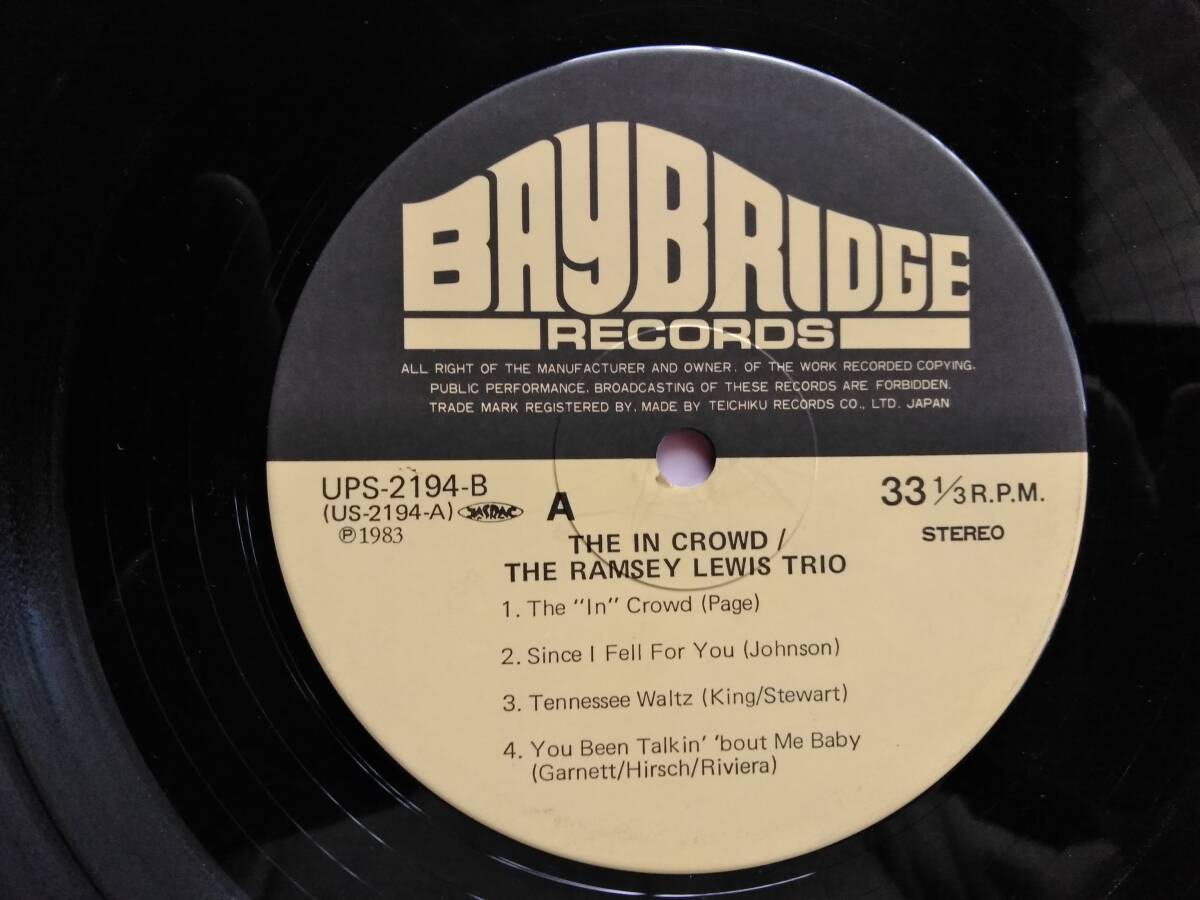 BAYBRIDGE
RECORDS
ALL RIGHT OF THE MANUFACTURER AND OWNER. OF THE WORK RECORDED COPYING.
PUBLIC PERFORMANCE. BROADCASTING OF THESE RECORDS ARE FORBIDDEN.
TRADE MARK REGISTERED BY. MADE BY TEICHIKU RECORDS CO., LTD. JAPAN
UPS-2194-B
(US-2194-A) JASRAC
℗1983
A
33 1/3 R.P.M.
STEREO
THE IN CROWD /
THE RAMSEY LEWIS TRIO
1. The "In" Crowd (Page)
2. Since I Fell For You (Johnson)
3. Tennessee Waltz (King/Stewart)
4. You Been Talkin' 'bout Me Baby
(Garnett/Hirsch/Riviera)